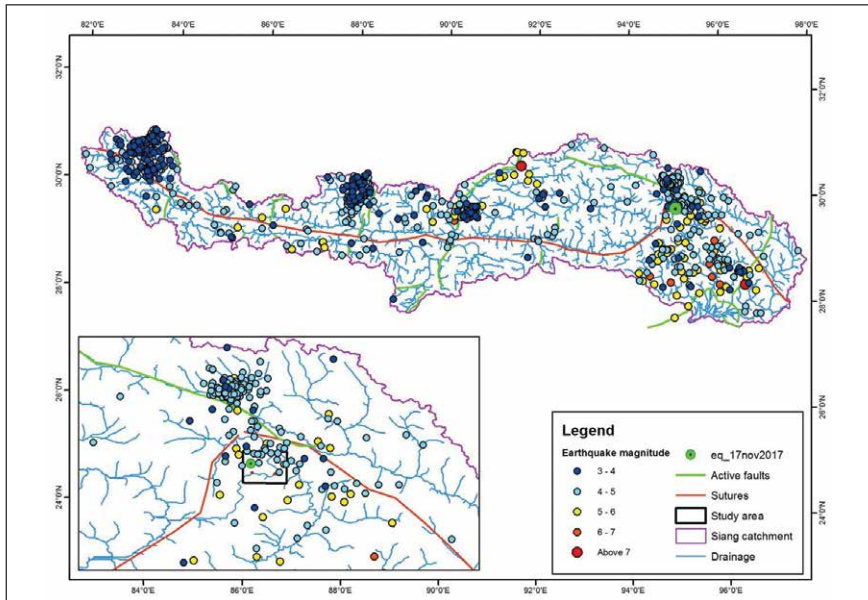 82°0'E 84°0'E 86°0'E 88°0'E 90°0'E 92°0'E 94°0'E 96°0'E 98°0'E
32°0'N
32°0'N
30°0'N
30°0'N
28°0'N
28°0'N
26°0'N
26°0'N
24°0'N
24°0'N
Legend
Earthquake magnitude
3 - 4
4 - 5
5 - 6
6 - 7
Above 7
eq_17nov2017
Active faults
Sutures
Study area
Siang catchment
Drainage
84°0'E 86°0'E 88°0'E 90°0'E 92°0'E 94°0'E 96°0'E